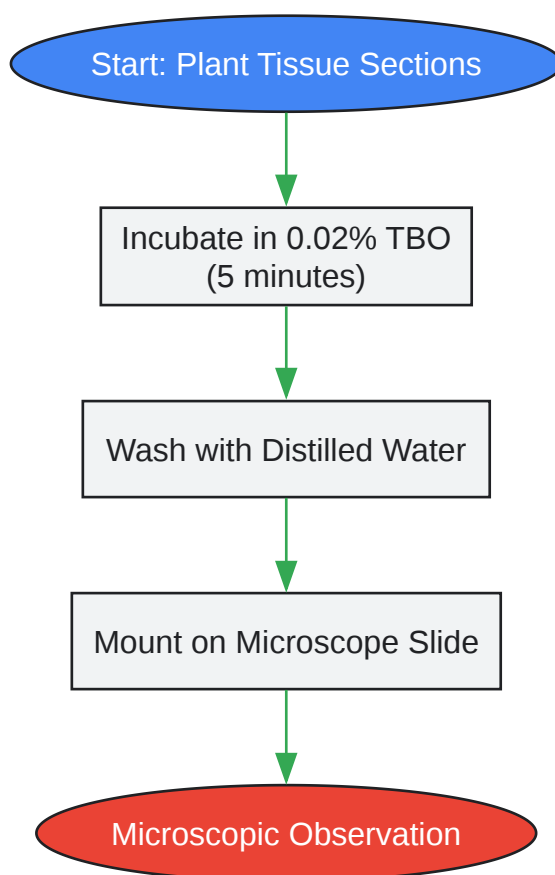 Start: Plant Tissue Sections
Incubate in 0.02% TBO
(5 minutes)
Wash with Distilled Water
Mount on Microscope Slide
Microscopic Observation